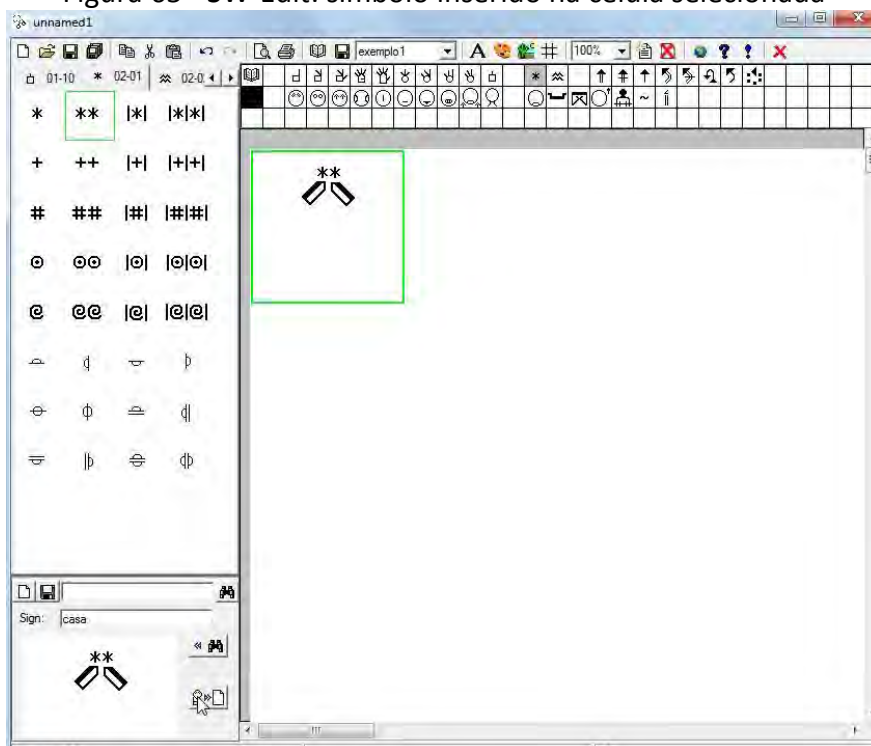 Figura 65 - SW-Edit: símbolo inserido na célula selecionada
unnamed1
exemplo1
A
100%
01-10
02-01
02-0
* ** |*| |*|*|
+ ++ |+| |+|+|
# ## |#| |#|#|
Sign: casa